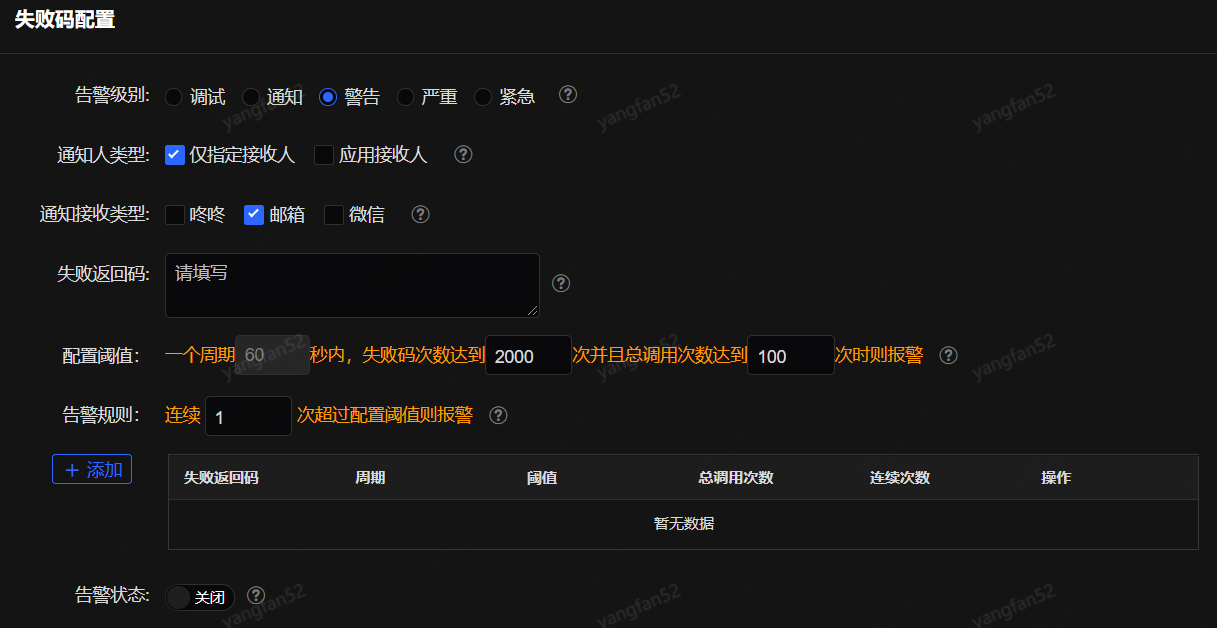 失败码配置
告警级别: 调试 通知 警告 严重 紧急 ?
通知人类型: 仅指定接收人 应用接收人 ?
通知接收类型: 咚咚 邮箱 微信 ?
失败返回码: 请填写 ?
配置阈值: 一个周期 60 秒内，失败码次数达到 2000 次并且总调用次数达到 100 次时则报警 ?
告警规则: 连续 1 次超过配置阈值则报警 ?
+ 添加 失败返回码 周期 阈值 总调用次数 连续次数 操作
暂无数据
告警状态: 关闭 ?
yangfan52 yangfan52 yangfan52
yangfan52 yangfan52 yangfan52
yangfan52 yangfan52 yangfan52